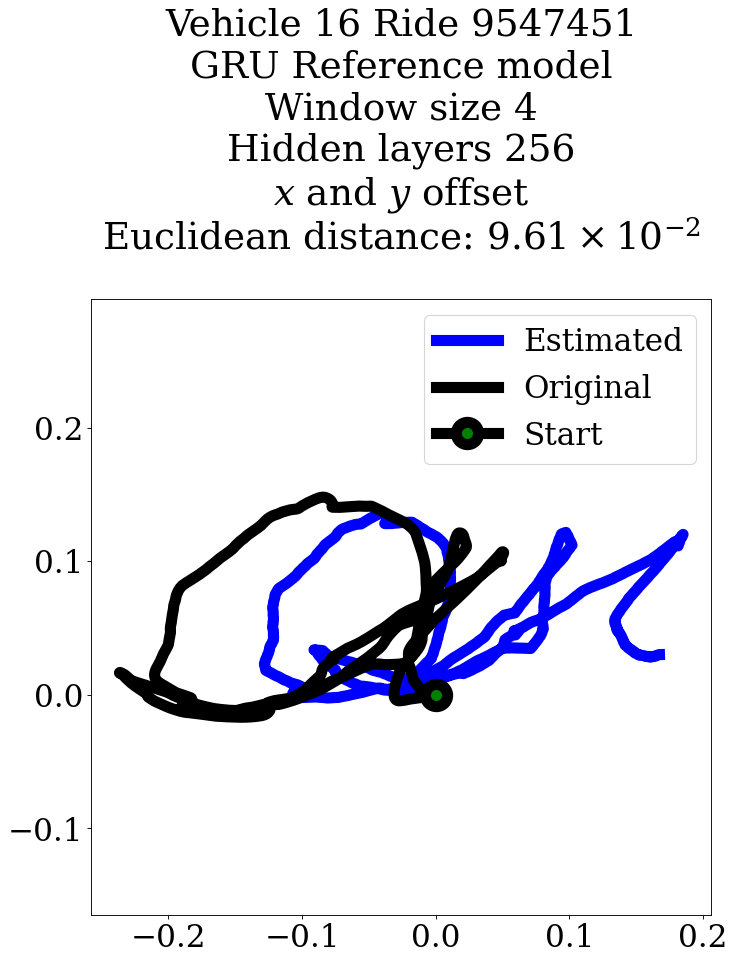 Vehicle 16 Ride 9547451
GRU Reference model
Window size 4
Hidden layers 256
x and y offset
Euclidean distance: 9.61 × 10⁻²
Estimated
Original
Start
0.2
0.1
0.0
−0.1
−0.2 −0.1 0.0 0.1 0.2